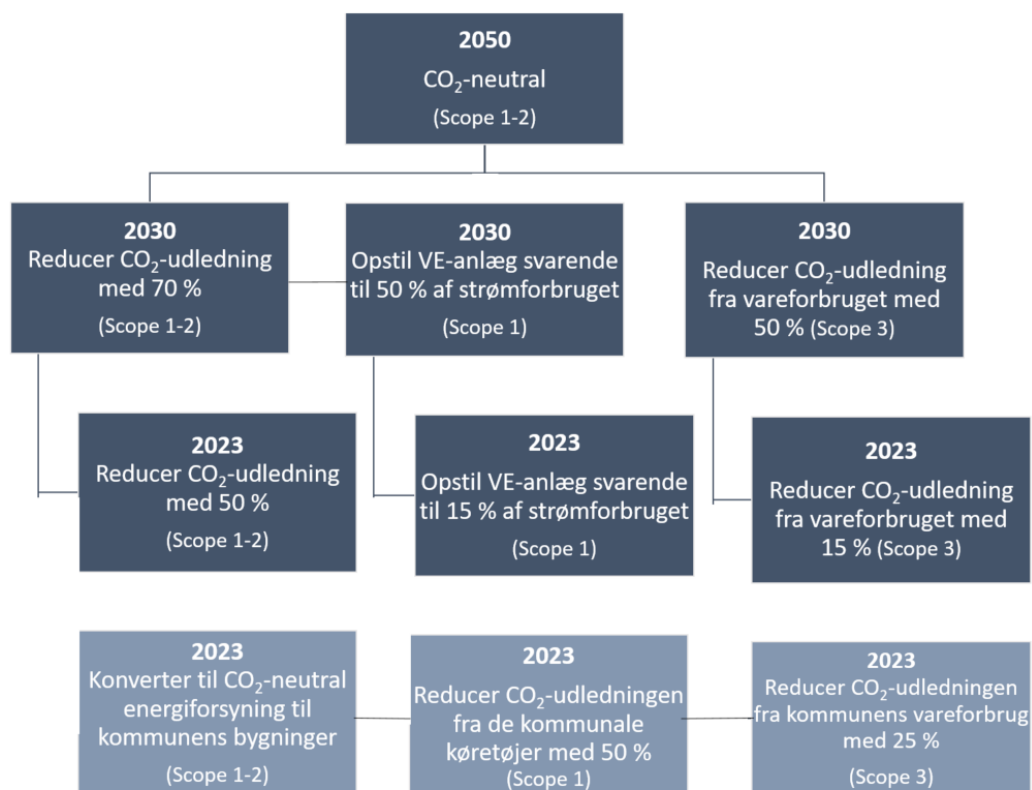 2050
CO₂-neutral
(Scope 1-2)
2030
Reducer CO₂-udledning
med 70 %
(Scope 1-2)
2030
Opstil VE-anlæg svarende
til 50 % af strømforbruget
(Scope 1)
2030
Reducer CO₂-udledning
fra vareforbruget med
50 % (Scope 3)
2023
Reducer CO₂-udledning
med 50 %
(Scope 1-2)
2023
Opstil VE-anlæg svarende
til 15 % af strømforbruget
(Scope 1)
2023
Reducer CO₂-udledning
fra vareforbruget med
15 % (Scope 3)
2023
Konverter til CO₂-neutral
energiforsyning til
kommunens bygninger
(Scope 1-2)
2023
Reducer CO₂-udledningen
fra de kommunale
køretøjer med 50 %
(Scope 1)
2023
Reducer CO₂-udledningen
fra kommunens vareforbrug
med 25 %
(Scope 3)